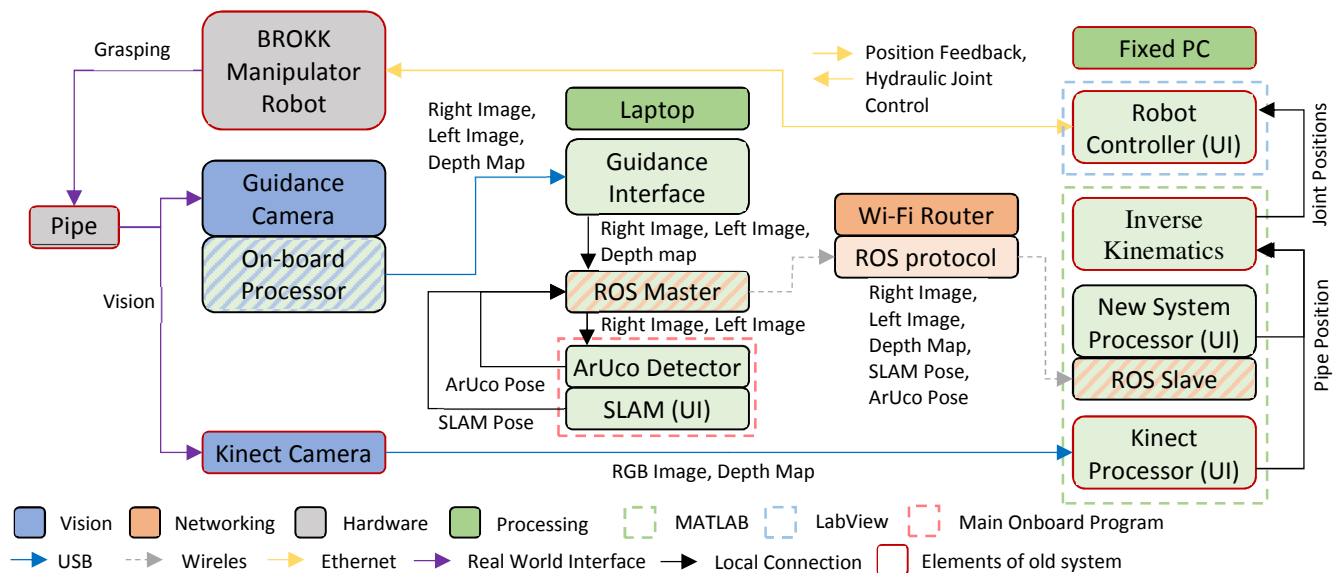 Grasping
BROKK
Manipulator
Robot
Position Feedback,
Hydraulic Joint
Control
Fixed PC
Robot
Controller (UI)
Joint Positions
Right Image,
Left Image,
Depth Map
Laptop
Guidance
Interface
Guidance
Camera
On-board
Processor
Pipe
Vision
Right Image, Left Image,
Depth map
ROS Master
Right Image, Left Image
ArUco Detector
SLAM (UI)
ArUco Pose
SLAM Pose
Wi-Fi Router
ROS protocol
Right Image,
Left Image,
Depth Map,
SLAM Pose,
ArUco Pose
Inverse
Kinematics
New System
Processor (UI)
ROS Slave
Pipe Position
Kinect Camera
RGB Image, Depth Map
Kinect
Processor (UI)
Vision
Networking
Hardware
Processing
MATLAB
LabView
Main Onboard Program
USB
Wireles
Ethernet
Real World Interface
Local Connection
Elements of old system